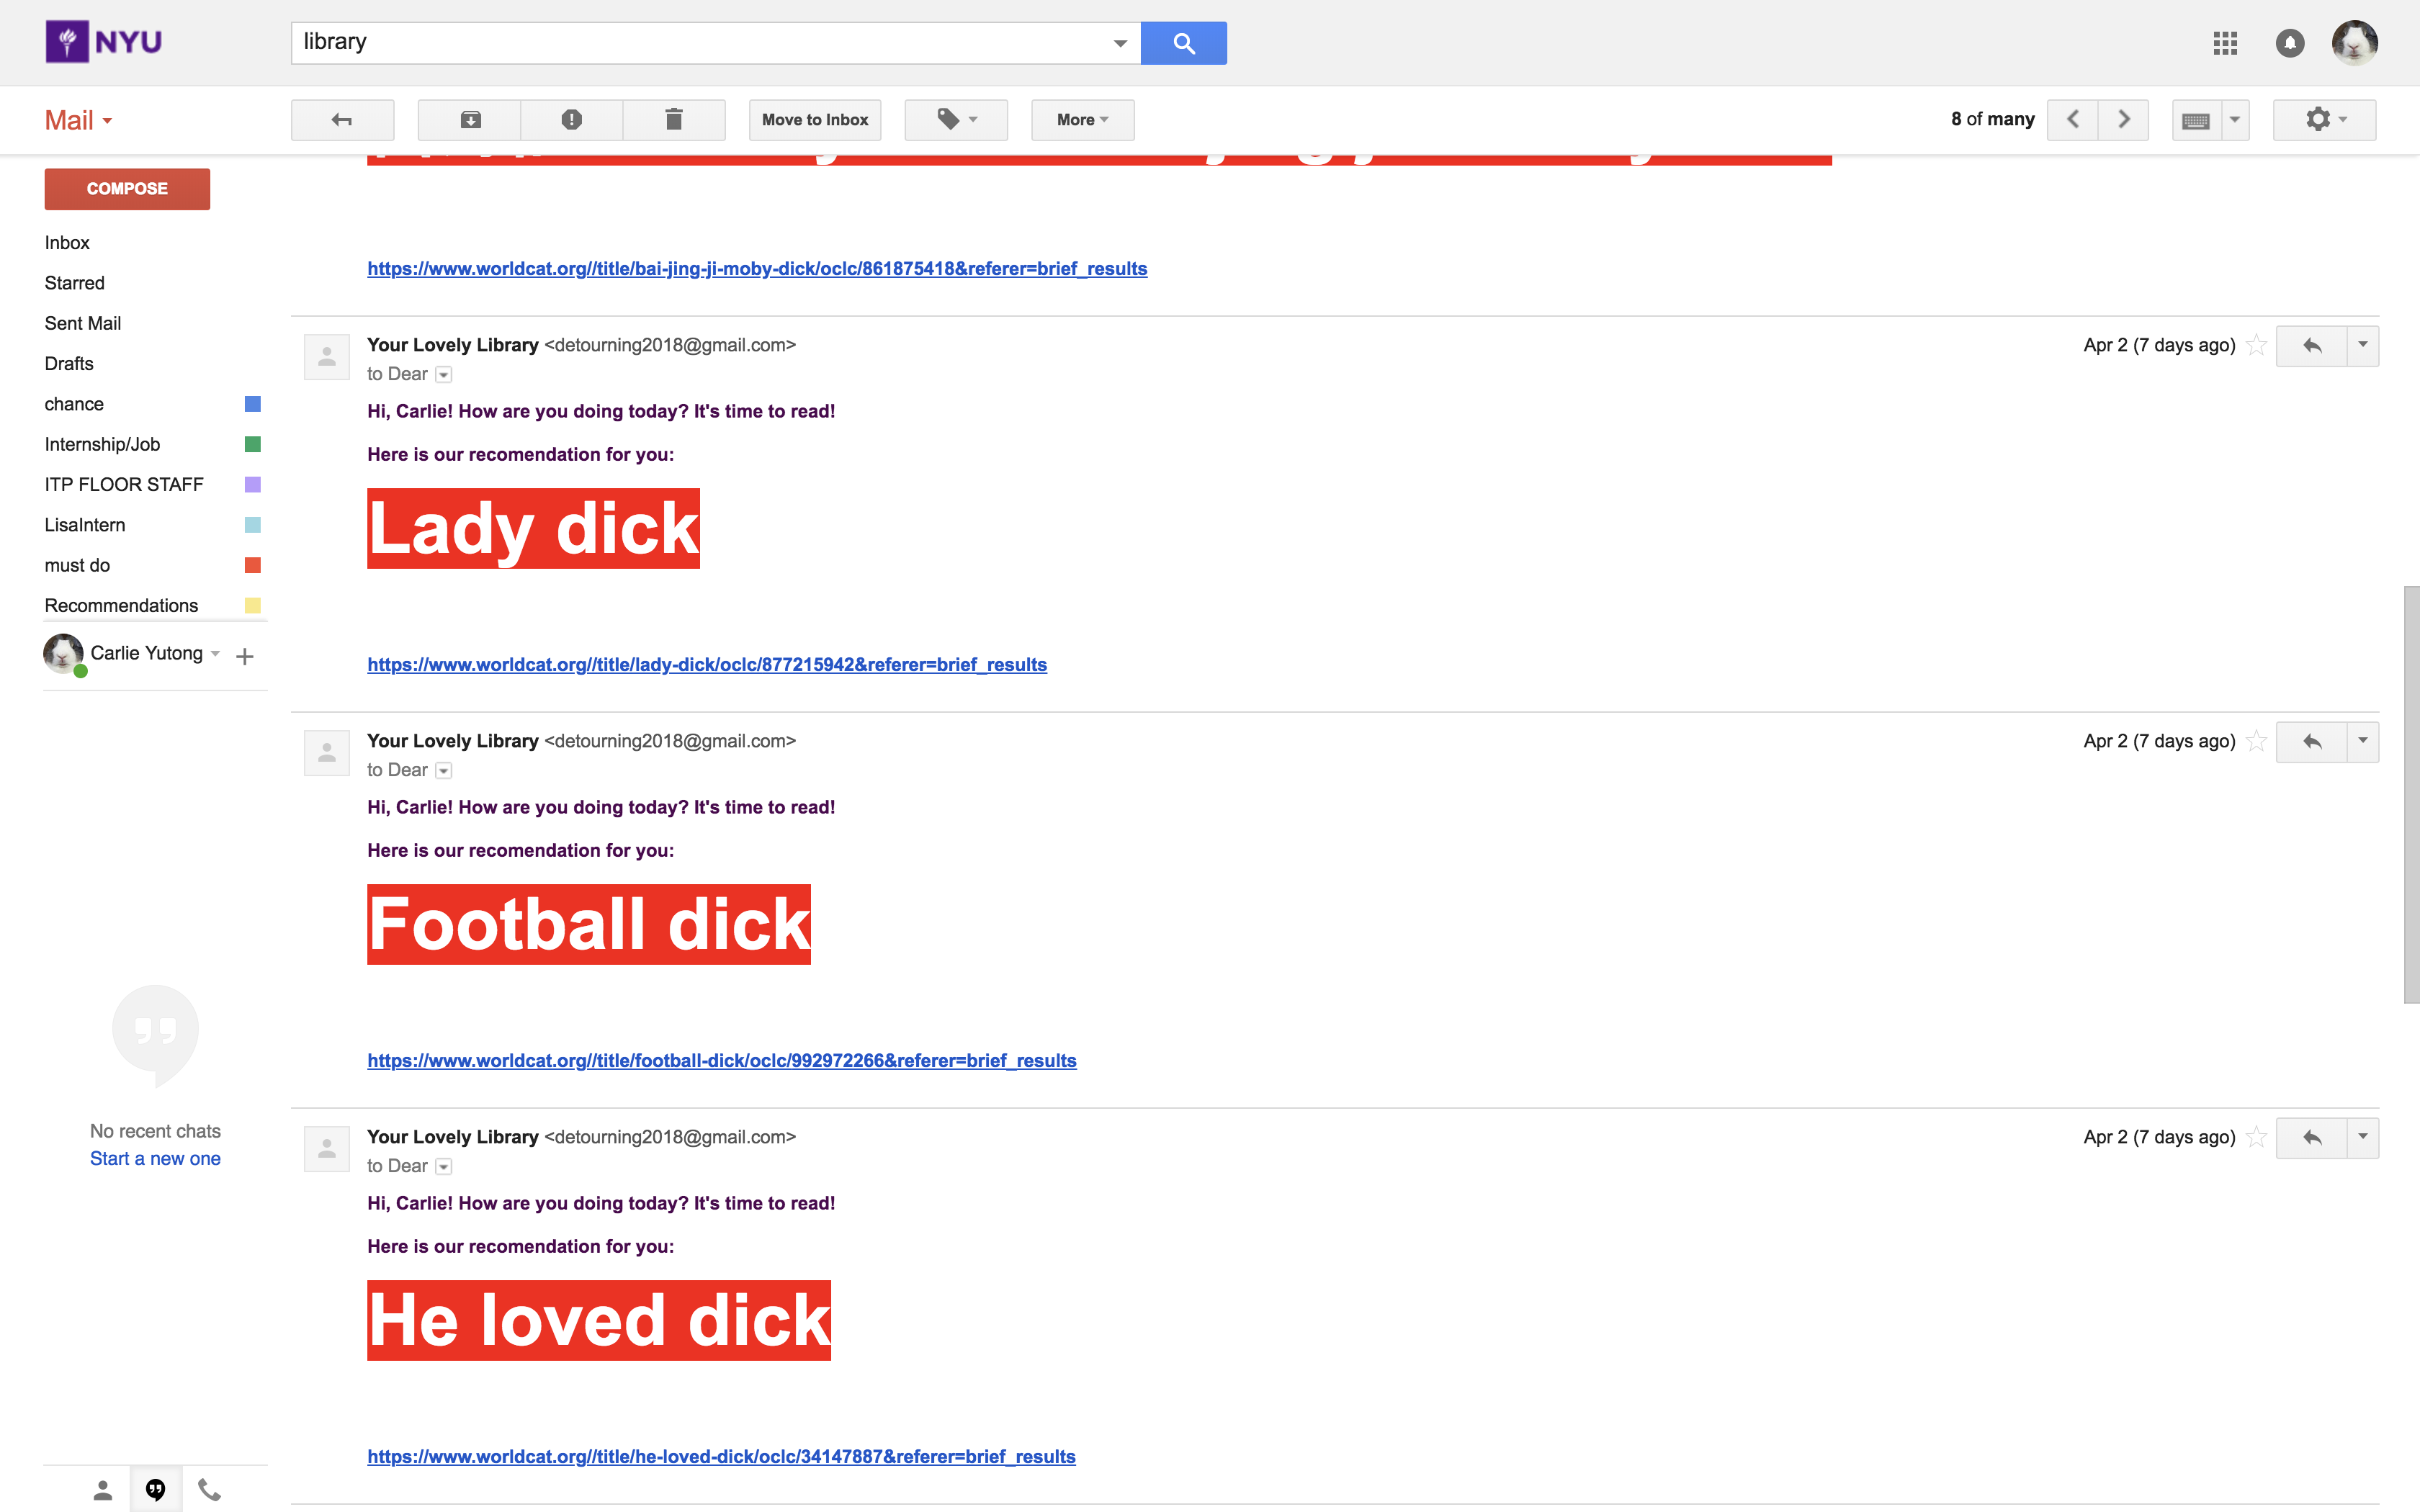 NYU
library
Mail
Move to Inbox
More
8 of many
COMPOSE
Inbox
Starred
Sent Mail
Drafts
chance
Internship/Job
ITP FLOOR STAFF
LisaIntern
must do
Recommendations
Carlie Yutong
No recent chats
Start a new one
https://www.worldcat.org//title/bai-jing-ji-moby-dick/oclc/861875418&referer=brief_results
Your Lovely Library <detourning2018@gmail.com>
Apr 2 (7 days ago)
to Dear
Hi, Carlie! How are you doing today? It's time to read!
Here is our recomendation for you:
Lady dick
https://www.worldcat.org//title/lady-dick/oclc/877215942&referer=brief_results
Your Lovely Library <detourning2018@gmail.com>
Apr 2 (7 days ago)
to Dear
Hi, Carlie! How are you doing today? It's time to read!
Here is our recomendation for you:
Football dick
https://www.worldcat.org//title/football-dick/oclc/992972266&referer=brief_results
Your Lovely Library <detourning2018@gmail.com>
Apr 2 (7 days ago)
to Dear
Hi, Carlie! How are you doing today? It's time to read!
Here is our recomendation for you:
He loved dick
https://www.worldcat.org//title/he-loved-dick/oclc/34147887&referer=brief_results